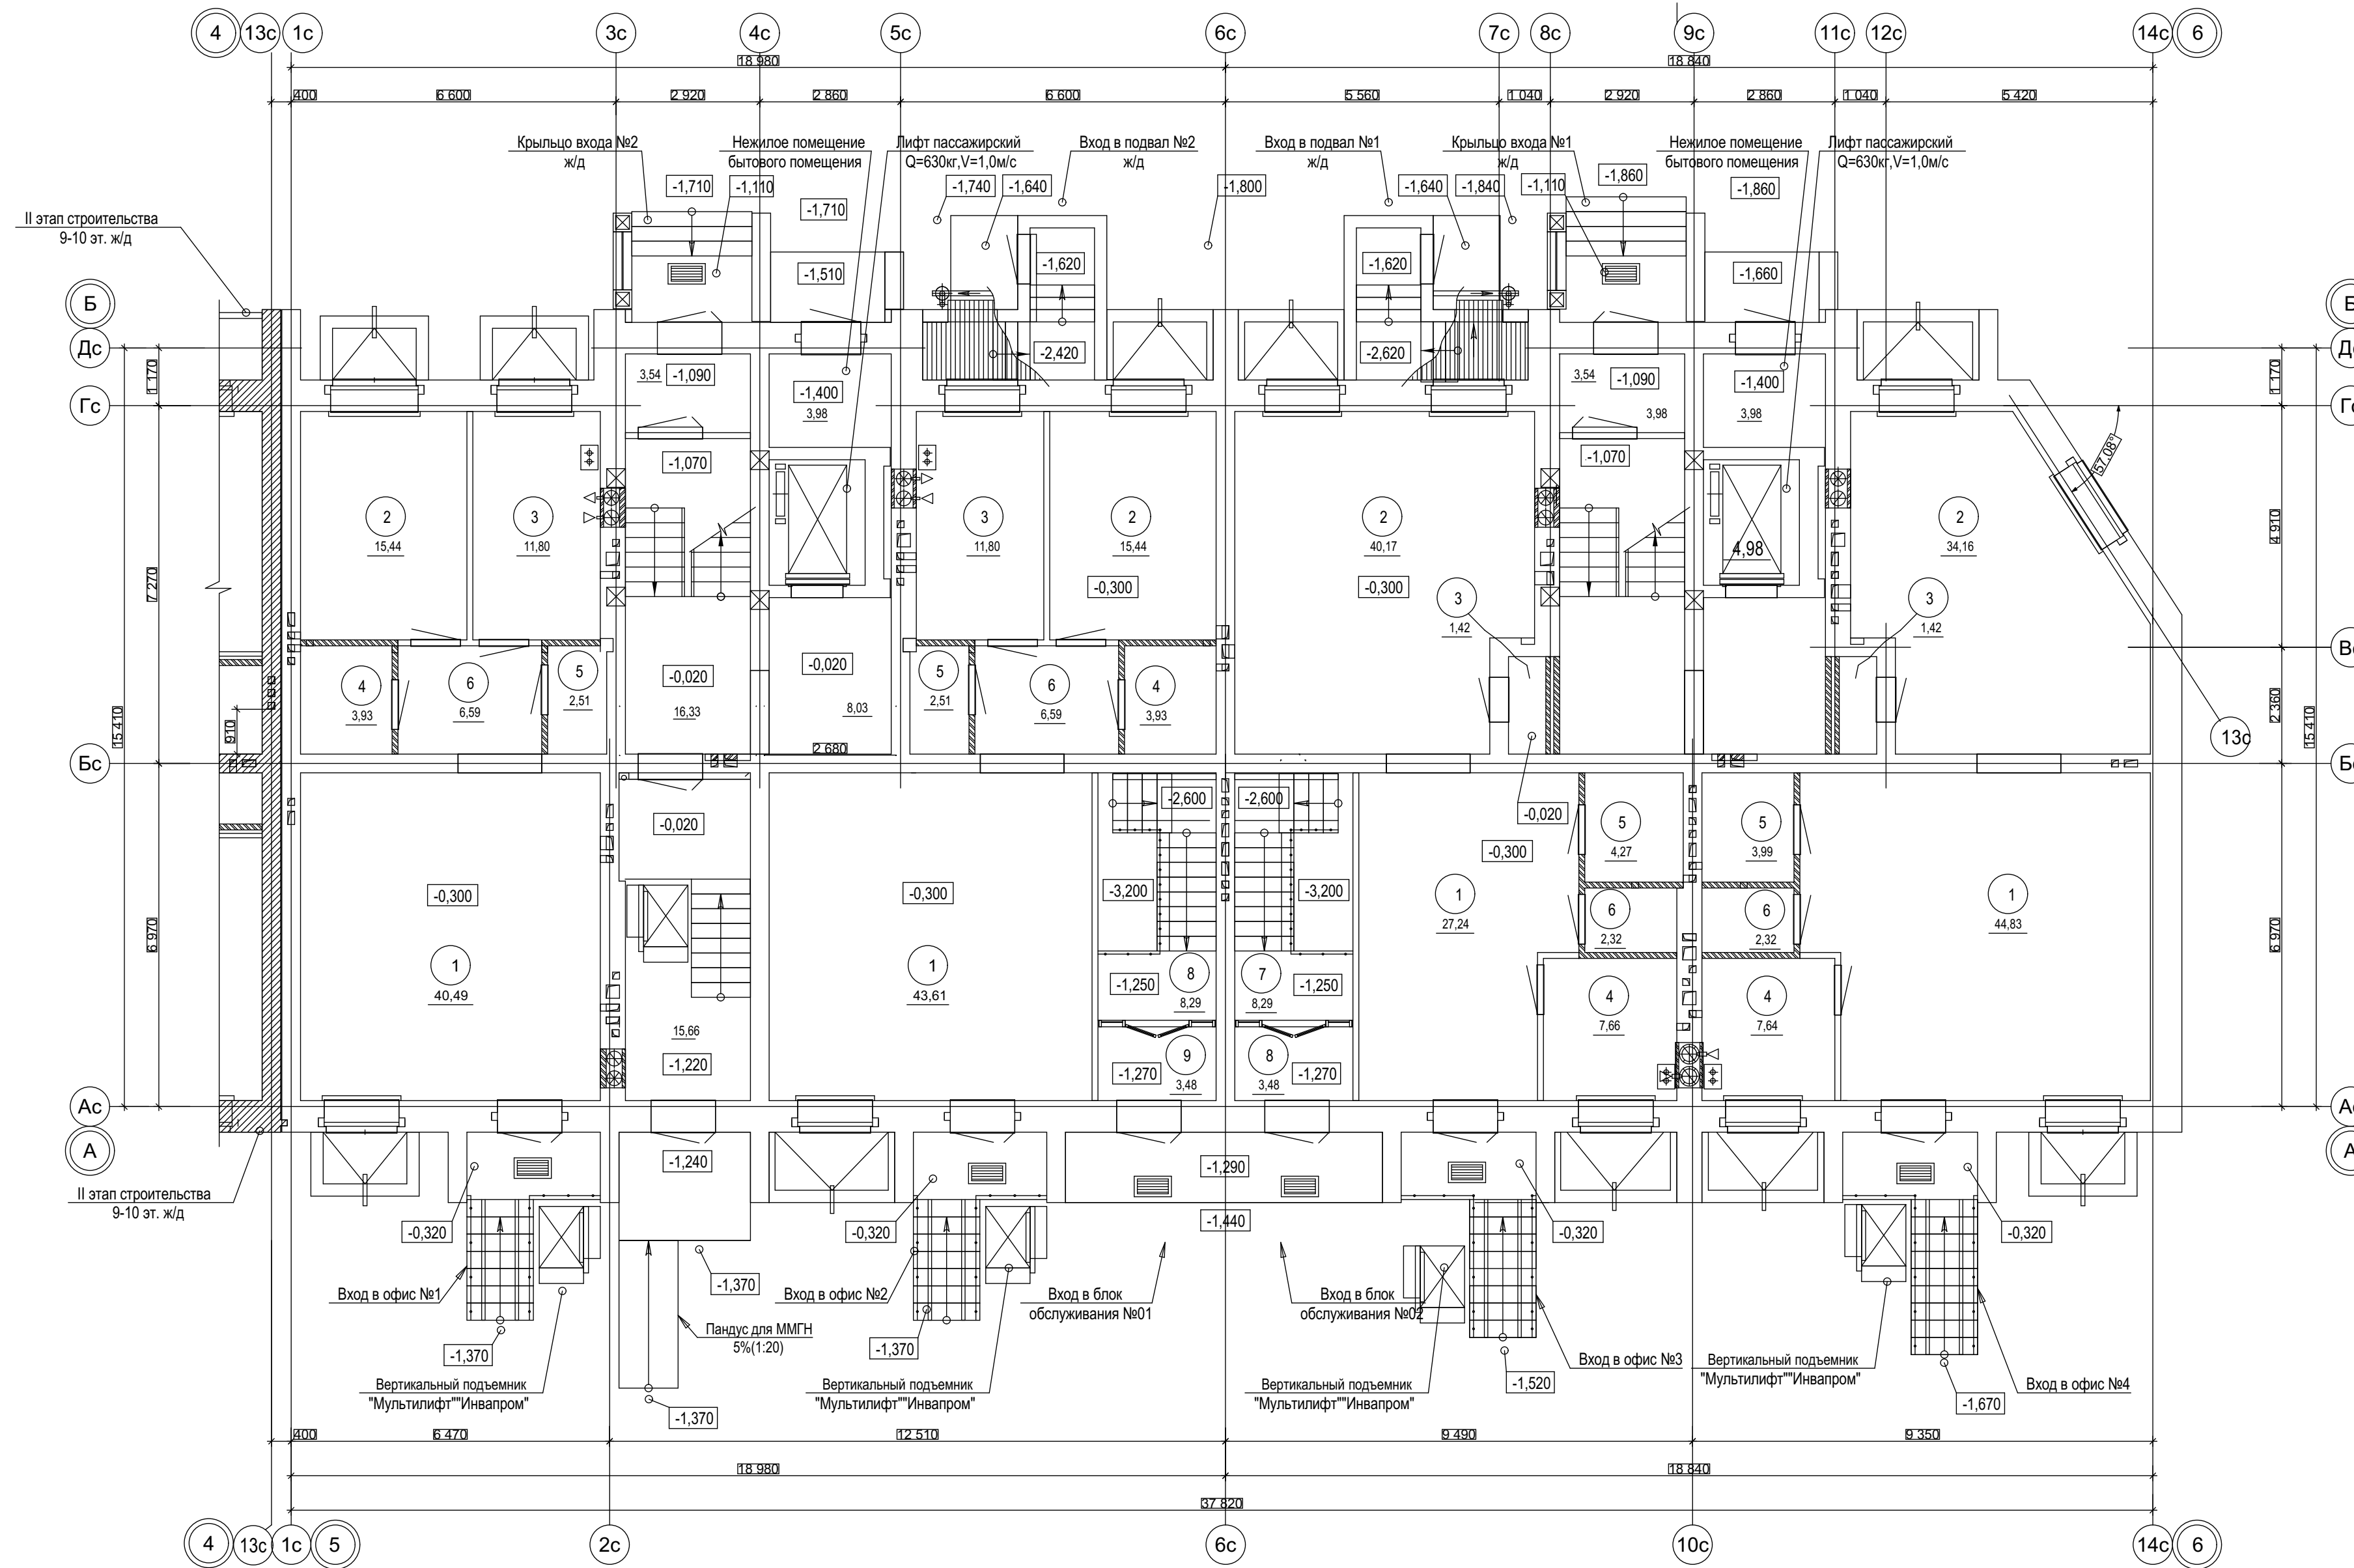 4 13с 1с 3с 4с 5с 6с 7с 8с 9с 11с 12с 14с 6
18 980 18 840
400 6 600 2 920 2 860 6 600 5 560 1 040 2 920 2 860 1 040 5 420
Крыльцо входа №2
ж/д
Нежилое помещение
бытового помещения
Лифт пассажирский
Q=630кг,V=1,0м/с
Вход в подвал №2
ж/д
Вход в подвал №1
ж/д
Крыльцо входа №1
ж/д
Нежилое помещение
бытового помещения
Лифт пассажирский
Q=630кг,V=1,0м/с
-1,710 -1,110 -1,740 -1,640 -1,800 -1,640 -1,840 -1,110 -1,860 -1,860
-1,710
II этап строительства
9-10 эт. ж/д
-1,510 -1,620 -1,620 -1,660
Б
Дс
-2,420 -2,620
3,54 -1,090 -1,400 3,98
3,54 -1,090 3,98 -1,400 3,98
Гс
1 170 1 170
57.08°
-1,070 -1,070
2 3 3 2 2 2
15,44 11,80 11,80 15,44 40,17 4,98 34,16
-0,300 -0,300
7 270 4 910
3 3
1,42 1,42
4 6 5 -0,020 -0,020 5 6 4
3,93 6,59 2,51 16,33 8,03 2,51 6,59 3,93
15 410 910 2 360 15 410
13с
2 680
Бс
-0,020 -2,600 -2,600 -0,020 5 5
4,27 3,99
-0,300 -0,300 -3,200 -3,200 -0,300
1 1
27,24 44,83
6 6
2,32 2,32
6 970 6 970
1 1 8 7
40,49 43,61 -1,250 8,29 8,29 -1,250
4 4
7,66 7,64
15,66
-1,220
9 8
-1,270 3,48 3,48 -1,270
Ас
А
-1,240 -1,290
II этап строительства
9-10 эт. ж/д
-0,320 -0,320 -1,440 -0,320 -0,320
-1,370
Вход в офис №1
Вход в офис №2
Вход в блок
обслуживания №01
Вход в блок
обслуживания №02
Пандус для ММГН
5%(1:20)
-1,370 -1,370 -1,520
Вход в офис №3
Вертикальный подъемник
"Мультилифт""Инвапром"
Вертикальный подъемник
"Мультилифт""Инвапром"
Вертикальный подъемник
"Мультилифт""Инвапром"
Вертикальный подъемник
"Мультилифт""Инвапром"
Вход в офис №4
-1,370 -1,670
400 6 470 12 510 9 490 9 350
18 980 18 840
37 820
4 13с 1с 5 2с 6с 10с 14с 6